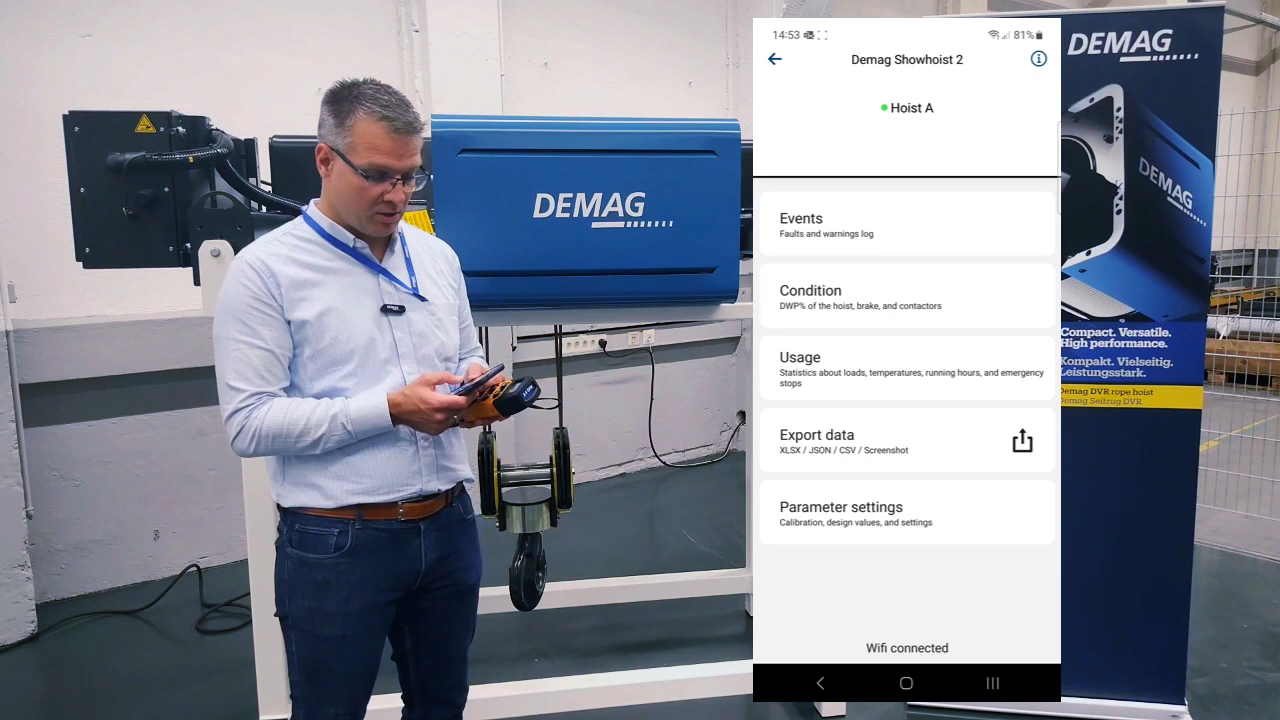 14:53
81%
Demag Showhoist 2
Hoist A
Events
Faults and warnings log
Condition
DWP% of the hoist, brake, and contactors
Usage
Statistics about loads, temperatures, running hours, and emergency
stops
Export data
XLSX / JSON / CSV / Screenshot
Parameter settings
Calibration, design values, and settings
Wifi connected
DEMAG
DEMAG
DEMAG
DEMAG
Compact. Versatile.
High performance.
Kompakt. Vielseitig.
Leistungsstark.
Demag DVR rope hoist
Demag Seilzug DVR